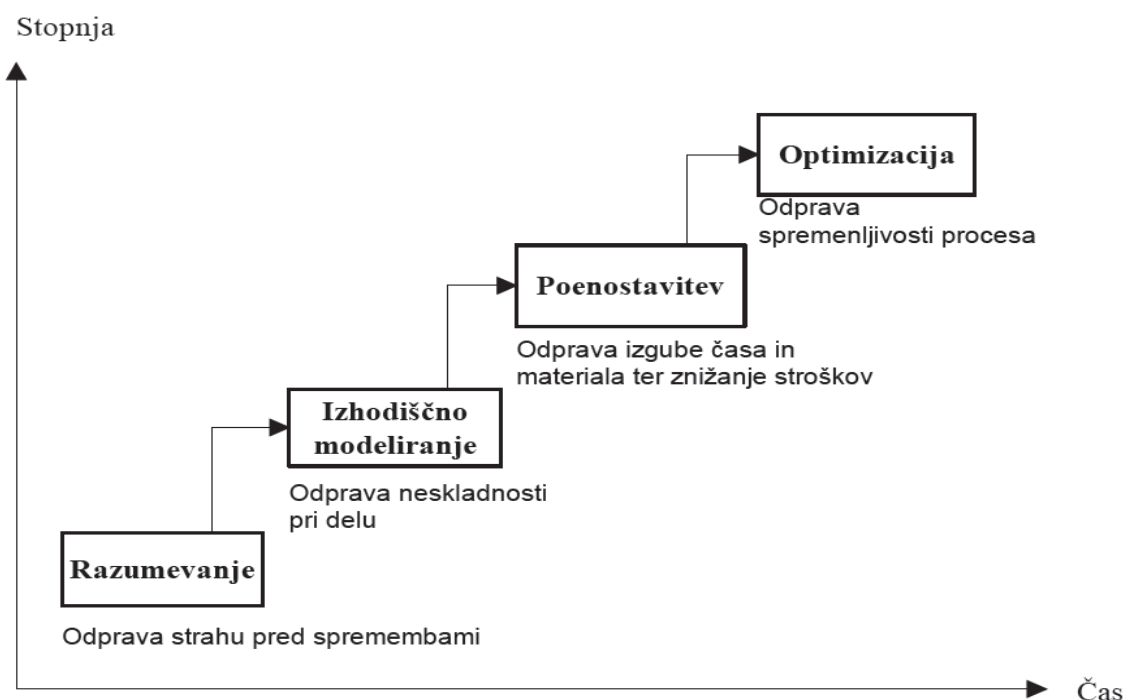 Stopnja
Optimizacija
Odprava
spremenljivosti procesa
Poenostavitev
Odprava izgube časa in
materiala ter znižanje stroškov
Izhodiščno
modeliranje
Odprava neskladnosti
pri delu
Razumevanje
Odprava strahu pred spremembami
Čas